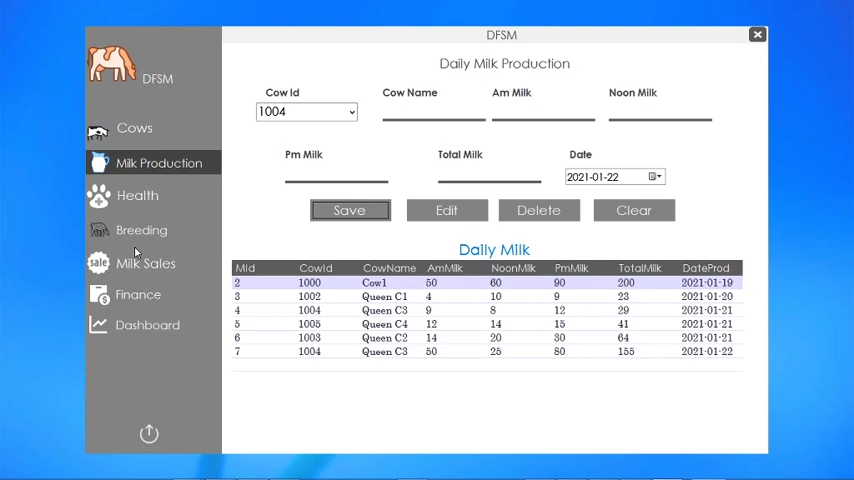 DFSM
DFSM
Cows
Milk Production
Health
Breeding
Milk Sales
sale
Finance
Dashboard
Daily Milk Production
Cow Id Cow Name Am Milk Noon Milk
1004
Pm Milk Total Milk Date
2021-01-22
Save Edit Delete Clear
Daily Milk
MId CowId CowName AmMilk NoonMilk PmMilk TotalMilk DateProd
2 1000 Cow1 50 60 90 200 2021-01-19
3 1002 Queen C1 4 10 9 23 2021-01-20
4 1004 Queen C3 9 8 12 29 2021-01-21
5 1005 Queen C4 12 14 15 41 2021-01-21
6 1003 Queen C2 14 20 30 64 2021-01-21
7 1004 Queen C3 50 25 80 155 2021-01-22